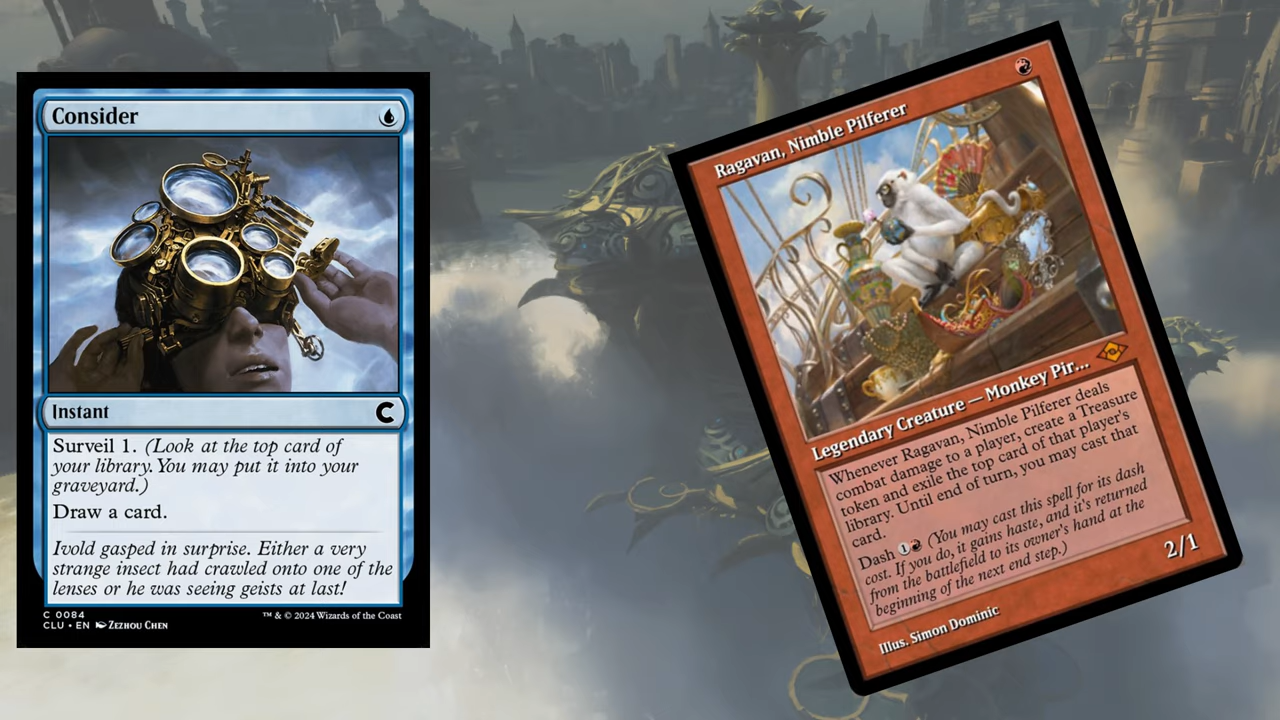 Consider
Instant
Surveil 1. (Look at the top card of
your library. You may put it into your
graveyard.)
Draw a card.
Ivold gasped in surprise. Either a very
strange insect had crawled onto one of the
lenses or he was seeing geists at last!
C 0084
CLU • EN Zezhou Chen
™ & © 2024 Wizards of the Coast
Ragavan, Nimble Pilferer
Legendary Creature — Monkey Pir...
Whenever Ragavan, Nimble Pilferer deals
combat damage to a player, create a Treasure
token and exile the top card of that player's
library. Until end of turn, you may cast that
card.
Dash 1 (You may cast this spell for its dash
cost. If you do, it gains haste, and it's returned
from the battlefield to its owner's hand at the
beginning of the next end step.)
2/1
Illus. Simon Dominic